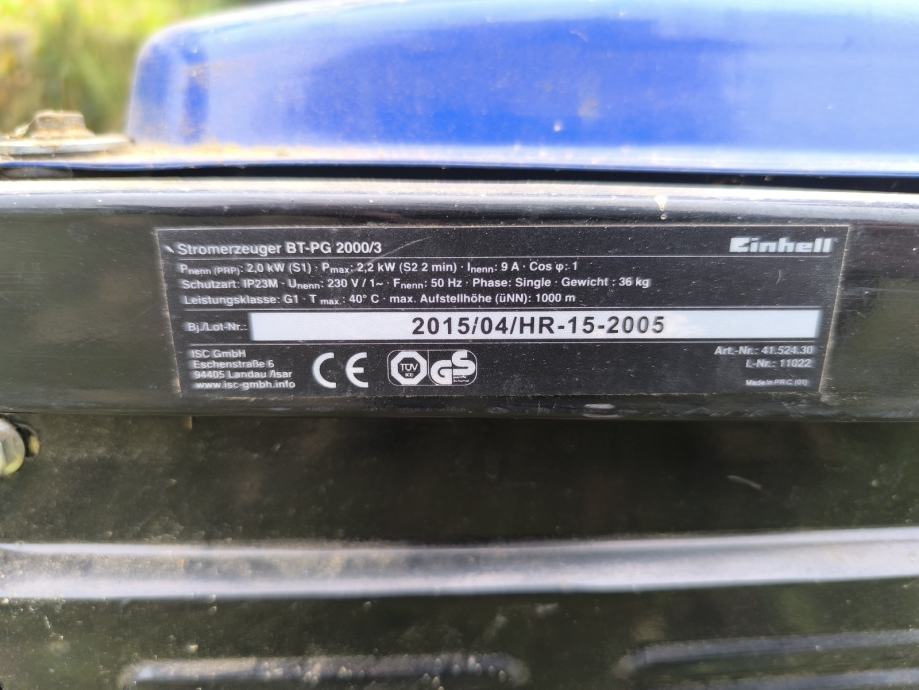 Stromerzeuger BT-PG 2000/3
Einhell
Pnenn (PRP): 2,0 kW (S1) · Pmax: 2,2 kW (S2 2 min) · Inenn: 9 A · Cos φ: 1
Schutzart: IP23M · Unenn: 230 V / 1~ · Fnenn: 50 Hz · Phase: Single · Gewicht : 36 kg
Leistungsklasse: G1 · T max.: 40° C · max. Aufstellhöhe (üNN): 1000 m
Bj./Lot-Nr.: 2015/04/HR-15-2005
ISC GmbH
Eschenstraße 6
94405 Landau /Isar
www.isc-gmbh.info
CE
TÜV
GS
Art.-Nr.: 41.524.30
I.-Nr.: 11022
Made in P.R.C. (01)